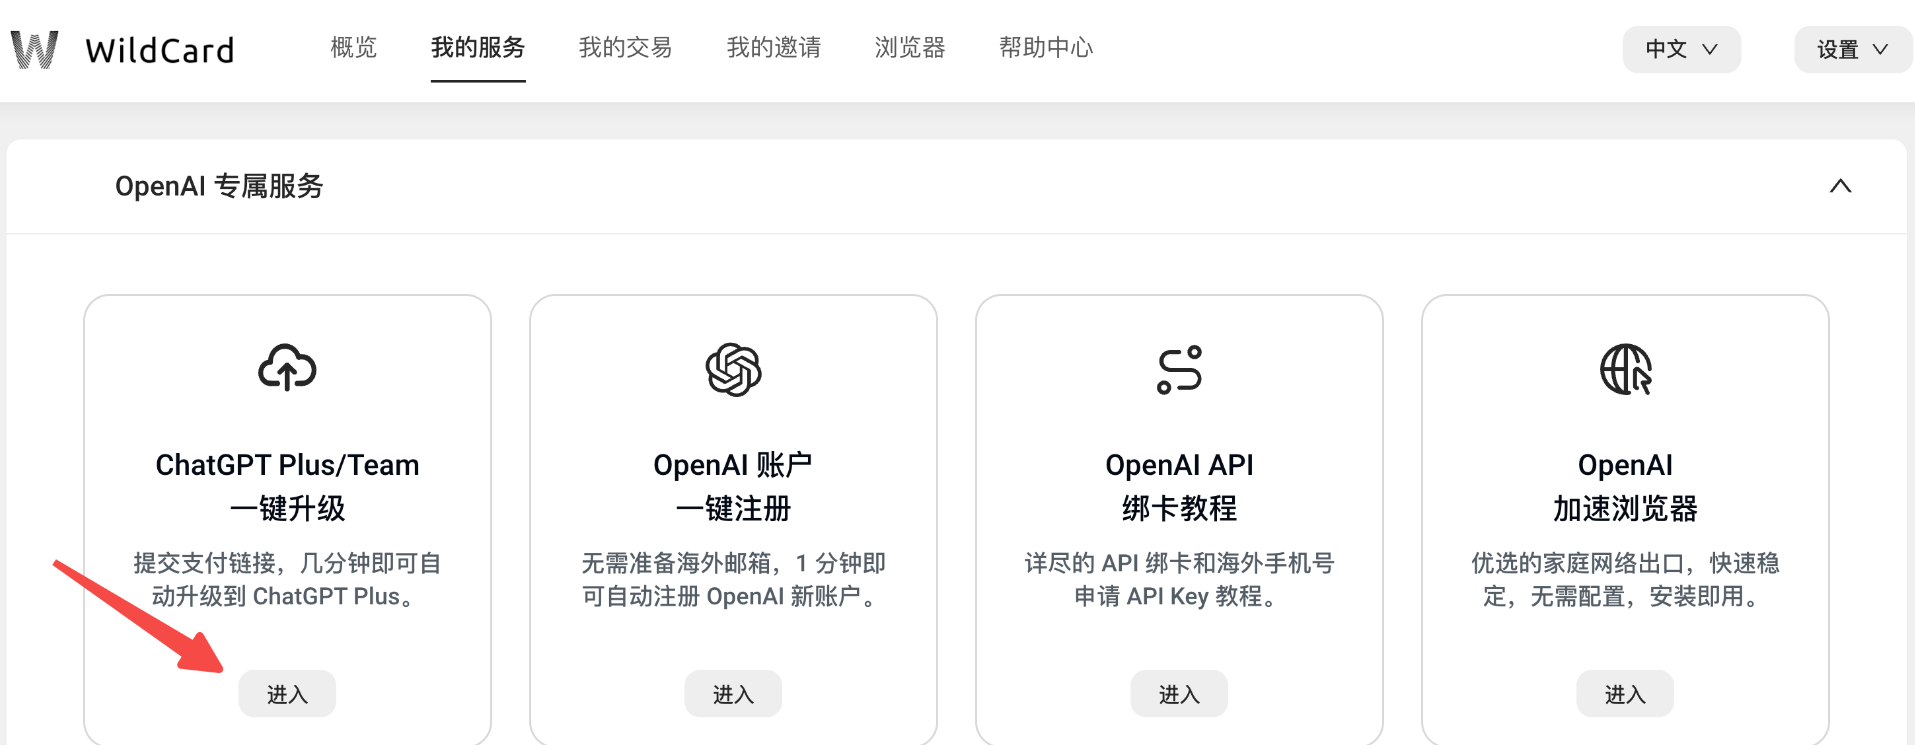 WildCard
概览 我的服务 我的交易 我的邀请 浏览器 帮助中心 中文 设置
OpenAI 专属服务
ChatGPT Plus/Team
一键升级
提交支付链接，几分钟即可自
动升级到 ChatGPT Plus。
进入
OpenAI 账户
一键注册
无需准备海外邮箱，1 分钟即
可自动注册 OpenAI 新账户。
进入
OpenAI API
绑卡教程
详尽的 API 绑卡和海外手机号
申请 API Key 教程。
进入
OpenAI
加速浏览器
优选的家庭网络出口，快速稳
定，无需配置，安装即用。
进入